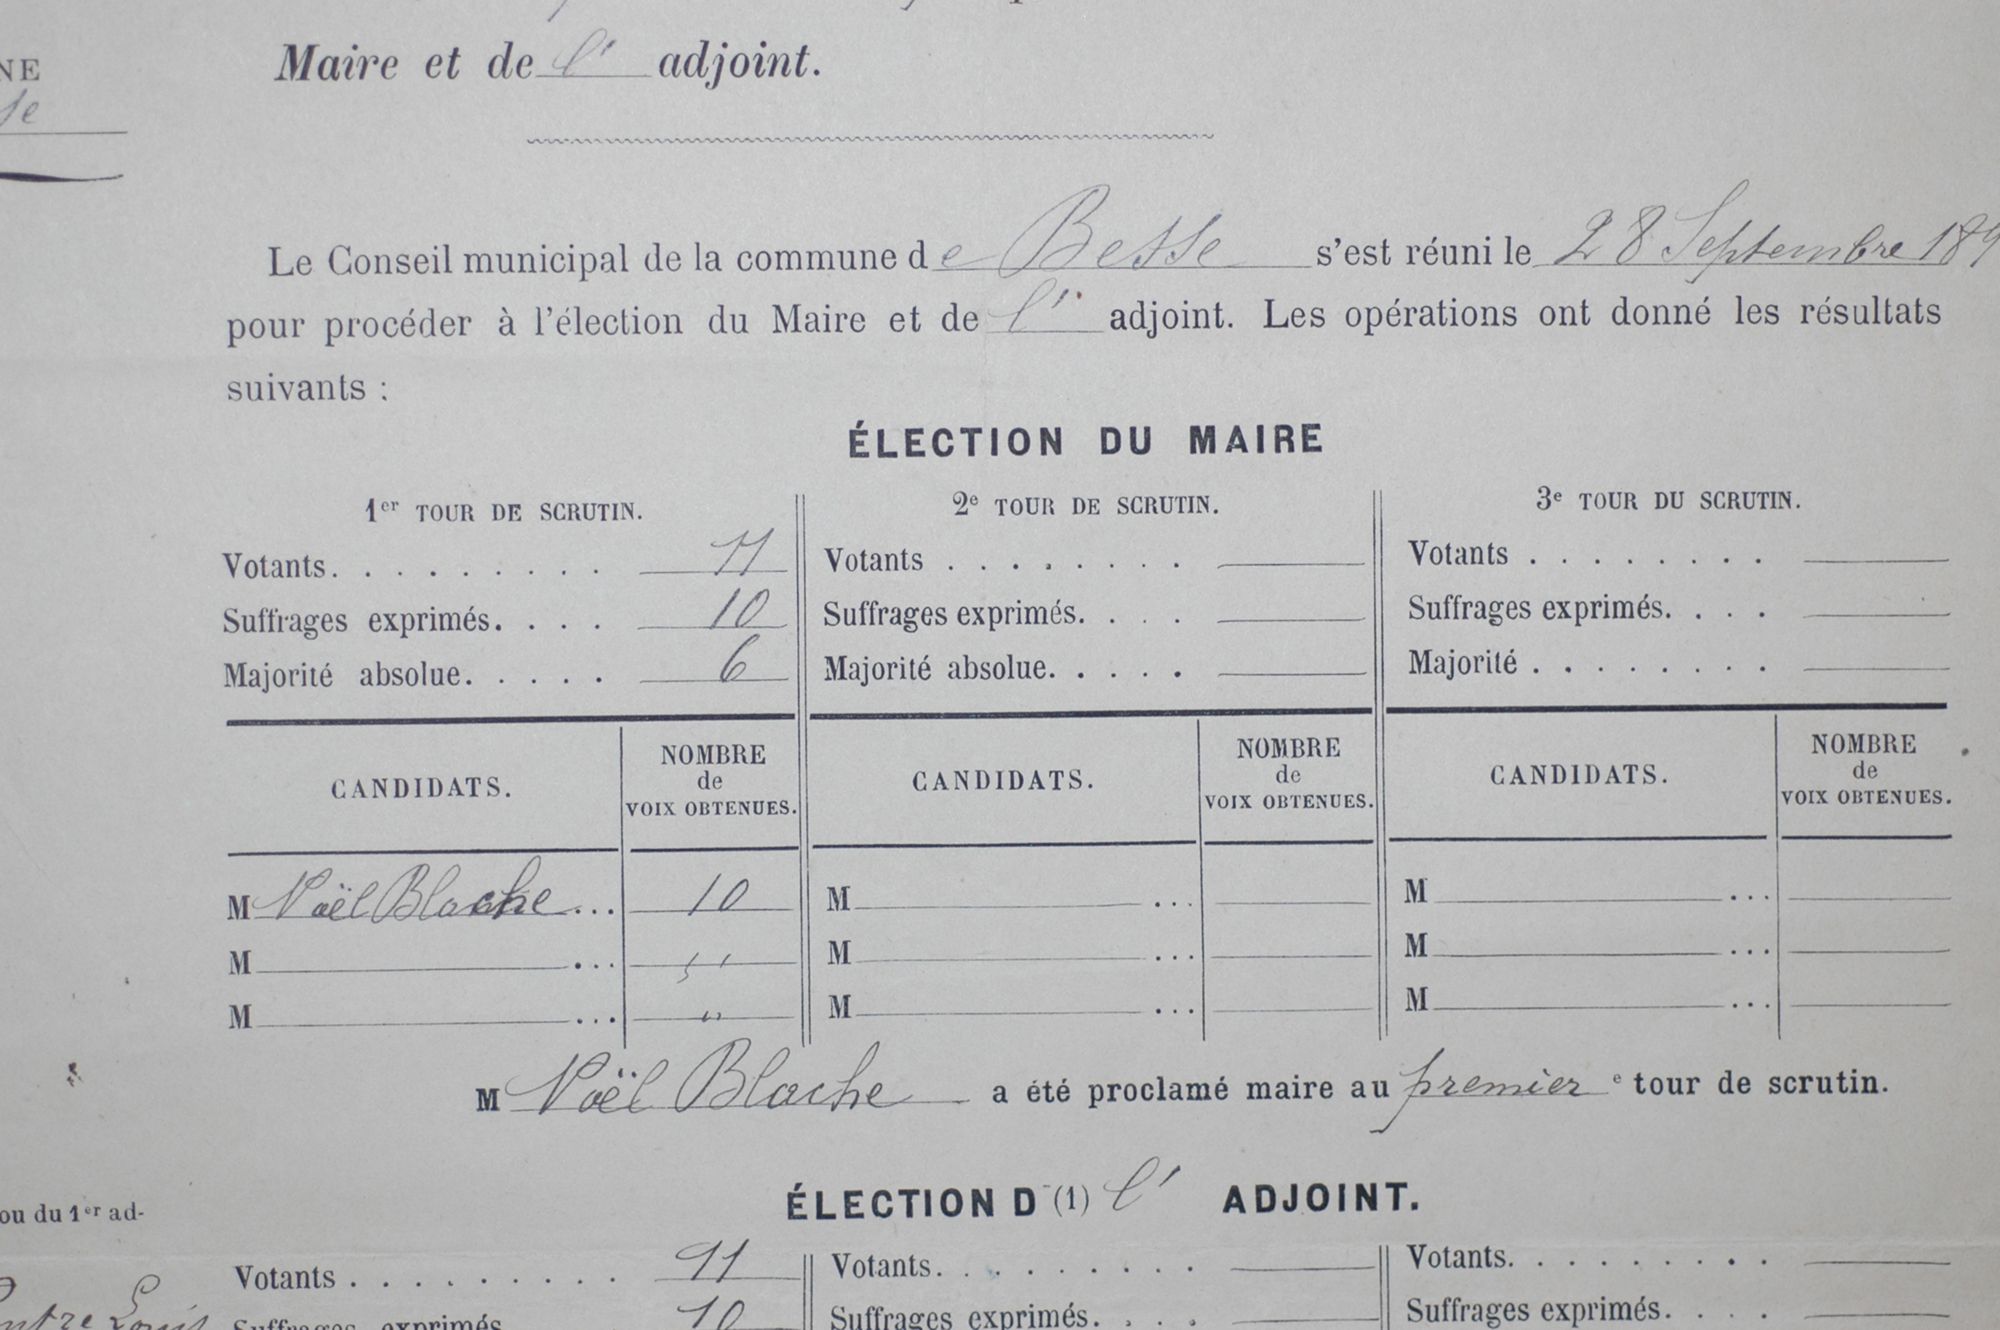 NE
Maire et de l' adjoint.
Le Conseil municipal de la commune de Besse s'est réuni le 28 Septembre 189
pour procéder à l'élection du Maire et de l' adjoint. Les opérations ont donné les résultats
suivants :
ÉLECTION DU MAIRE
1er TOUR DE SCRUTIN. 2e TOUR DE SCRUTIN. 3e TOUR DU SCRUTIN.
Votants. . . . . . . . . 11 Votants . . . . . . . . Votants . . . . . . . .
Suffrages exprimés. . . . 10 Suffrages exprimés. . . . Suffrages exprimés. . . .
Majorité absolue. . . . . 6 Majorité absolue. . . . . Majorité . . . . . . . .
CANDIDATS. NOMBRE de VOIX OBTENUES. CANDIDATS. NOMBRE de VOIX OBTENUES. CANDIDATS. NOMBRE de VOIX OBTENUES.
M Noël Blache ... 10 M ... M ...
M ... " M ... M ...
M ... " M ... M ...
M Noël Blache a été proclamé maire au premier e tour de scrutin.
ÉLECTION D (1) l' ADJOINT.
ou du 1er ad-
Votants . . . . . . . . . 11 Votants. . . . . . . . . Votants. . . . . . . .
Louis Suffrages exprimés 10 Suffrages exprimés. . . . Suffrages exprimés. . . .